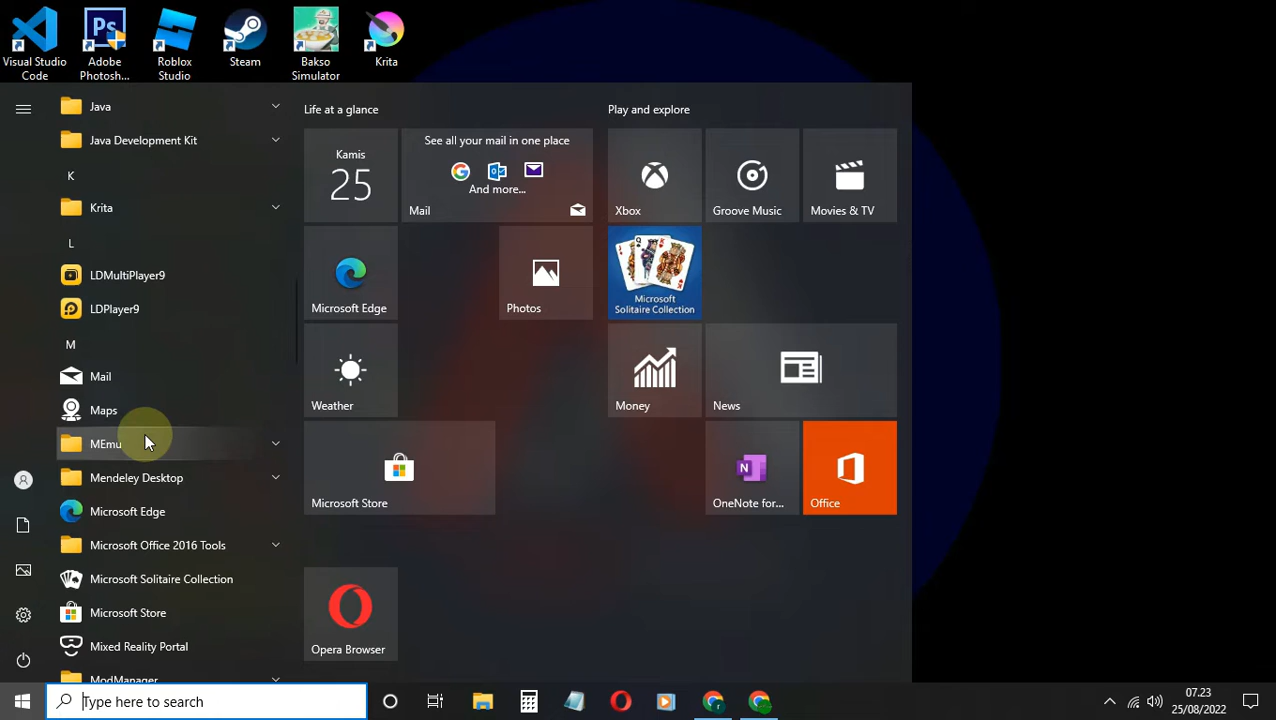 Visual Studio
Code
Adobe
Photosh...
Roblox
Studio
Steam
Bakso
Simulator
Krita
Java
Java Development Kit
K
Krita
L
LDMultiPlayer9
LDPlayer9
M
Mail
Maps
MEmu
Mendeley Desktop
Microsoft Edge
Microsoft Office 2016 Tools
Microsoft Solitaire Collection
Microsoft Store
Mixed Reality Portal
ModManager
Life at a glance
Kamis
25
See all your mail in one place
And more...
Mail
Microsoft Edge
Photos
Weather
Microsoft Store
Opera Browser
Play and explore
Xbox
Groove Music
Movies & TV
Microsoft
Solitaire Collection
Money
News
OneNote for...
Office
Type here to search
07.23
25/08/2022